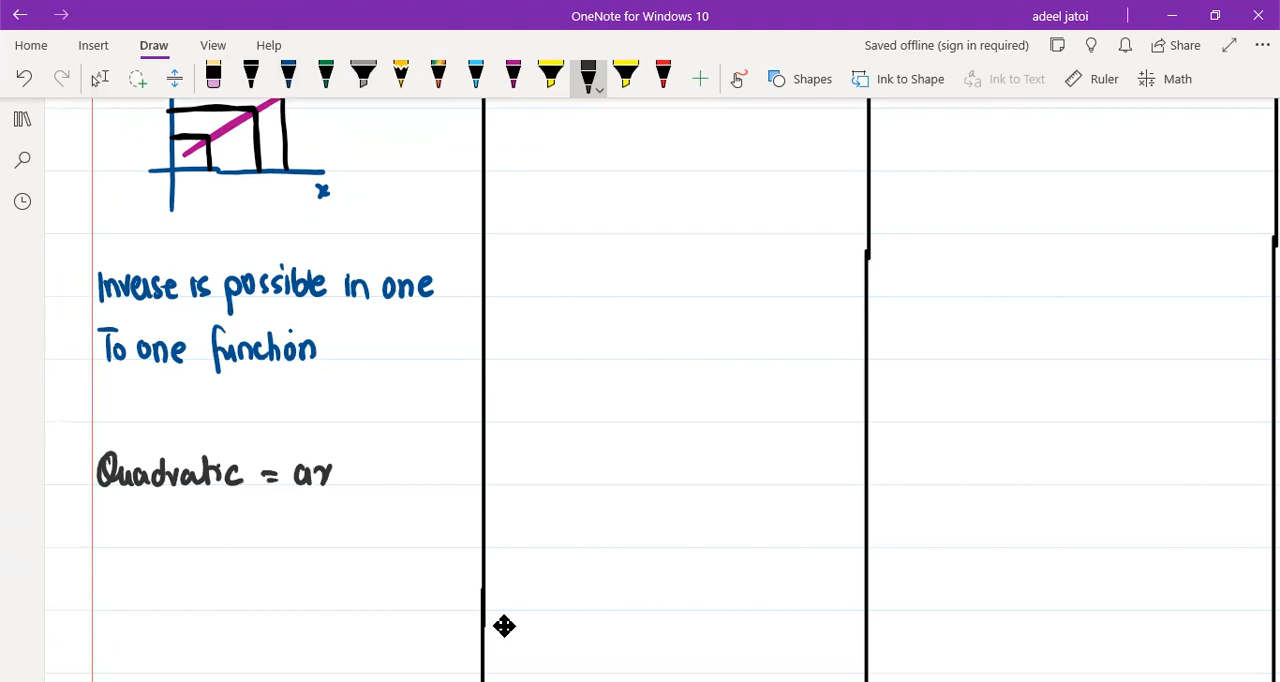 OneNote for Windows 10
adeel jatoi
Home Insert Draw View Help
Saved offline (sign in required)
Share
Shapes
Ink to Shape
Ink to Text
Ruler
Math
x
Inverse is possible in one
To one function
Quadratic = ax